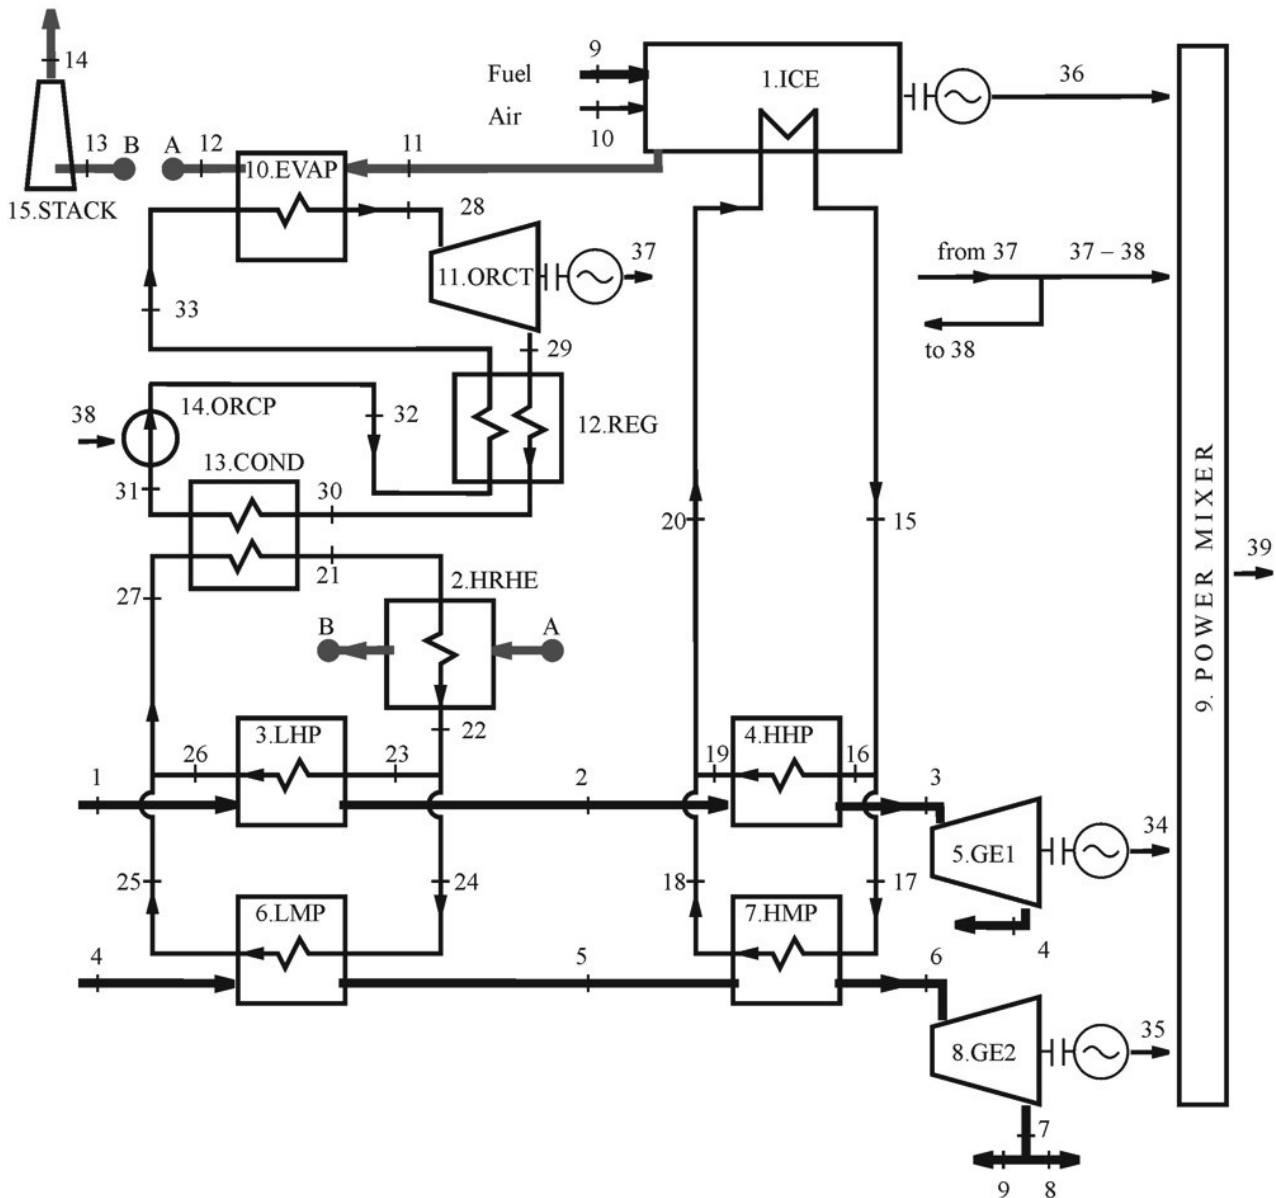 14
9
Fuel
1.ICE
36
Air
10
13
B
A
12
11
10.EVAP
15.STACK
28
37
11.ORCT
from 37
37 – 38
33
to 38
29
32
14.ORCP
38
12.REG
13.COND
31
30
20
15
21
2.HRHE
39
27
B
A
9. POWER MIXER
22
3.LHP
4.HHP
26
23
19
16
1
2
3
34
5.GE1
25
24
18
17
6.LMP
7.HMP
4
4
5
6
35
8.GE2
7
9
8